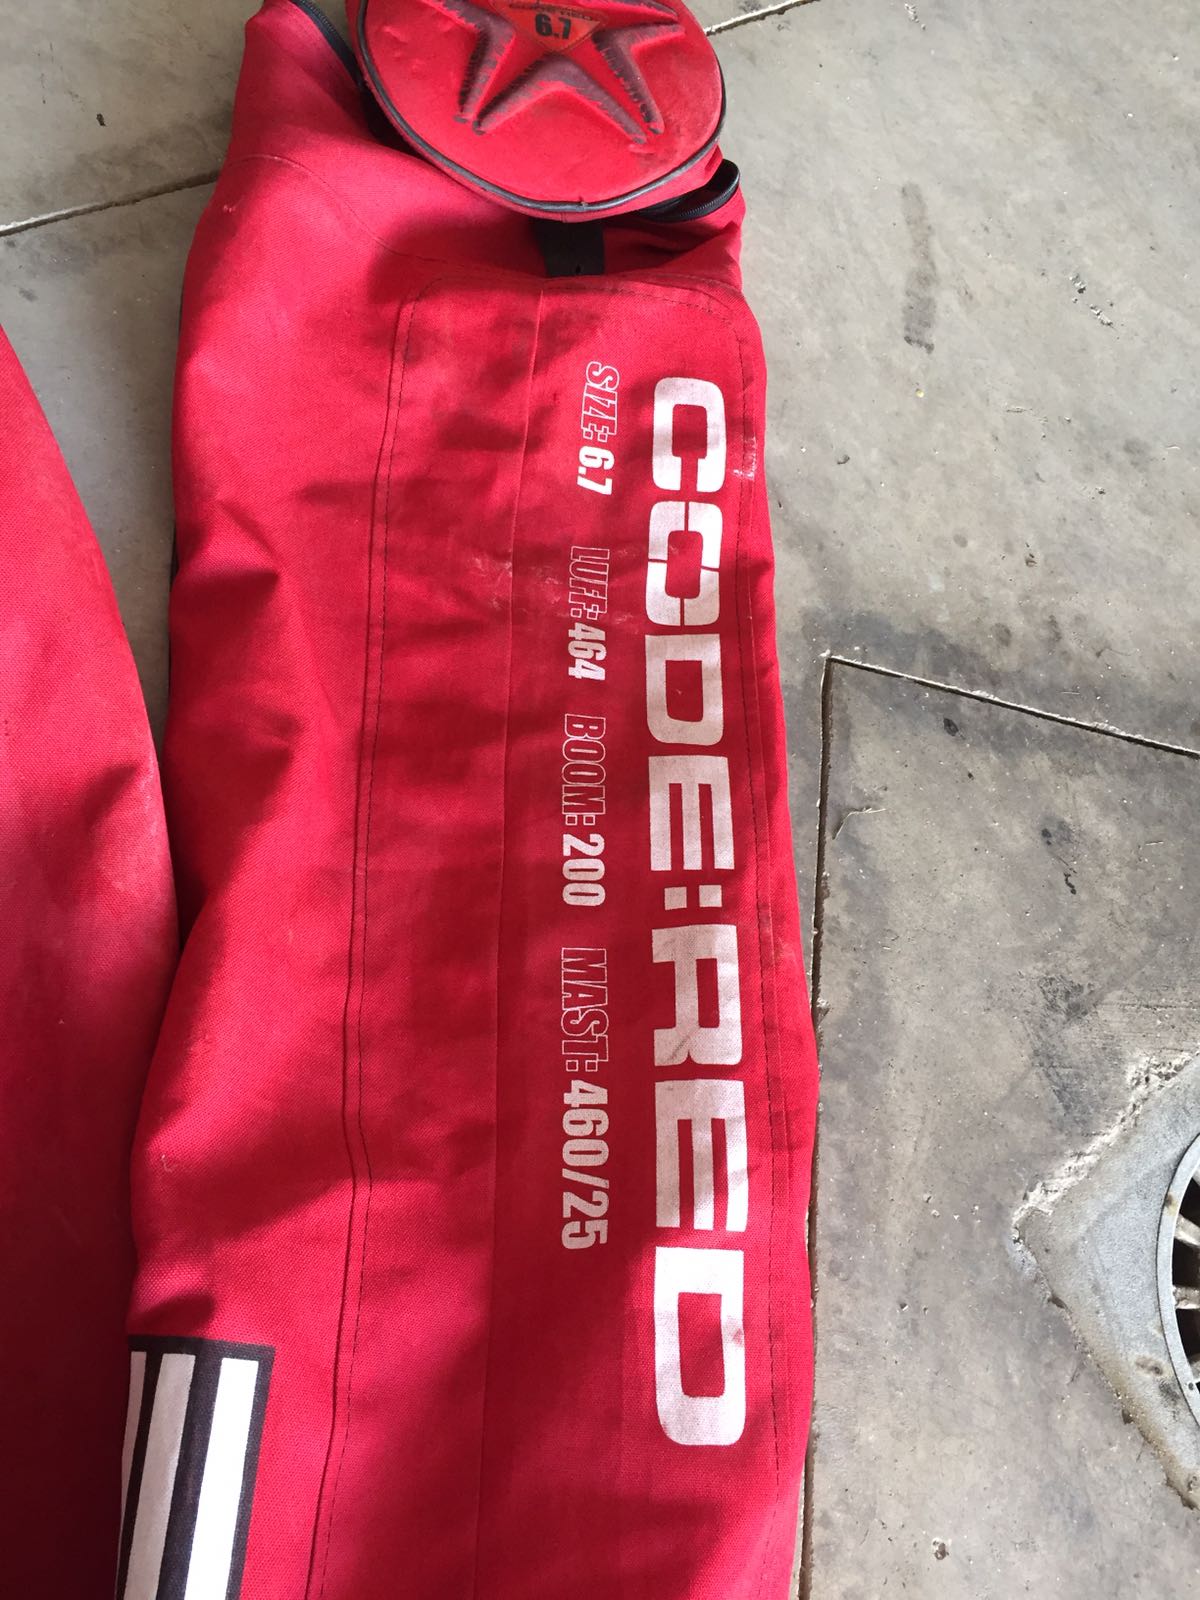 6.7
CODE:RED
SIZE: 6.7 LUFF: 464 BOOM: 200 MAST: 460/25